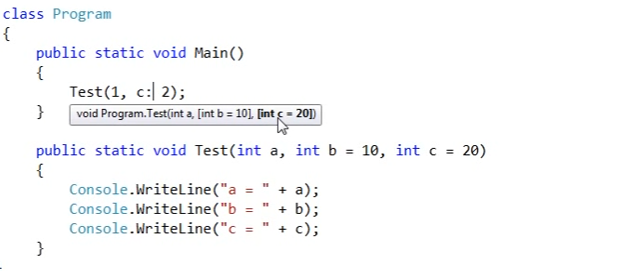 class Program
{
    public static void Main()
    {
        Test(1, c: 2);
    }
void Program.Test(int a, [int b = 10], [int c = 20])
    public static void Test(int a, int b = 10, int c = 20)
    {
        Console.WriteLine("a = " + a);
        Console.WriteLine("b = " + b);
        Console.WriteLine("c = " + c);
    }